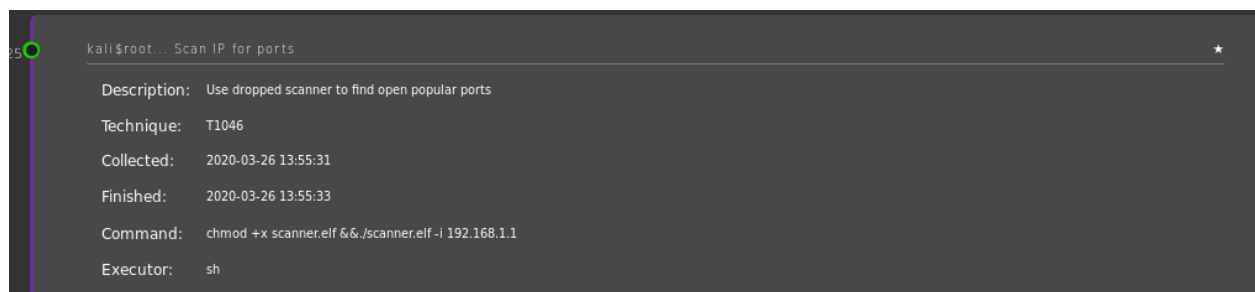 25
kali$root... Scan IP for ports ★
Description: Use dropped scanner to find open popular ports
Technique: T1046
Collected: 2020-03-26 13:55:31
Finished: 2020-03-26 13:55:33
Command: chmod +x scanner.elf &&./scanner.elf -i 192.168.1.1
Executor: sh